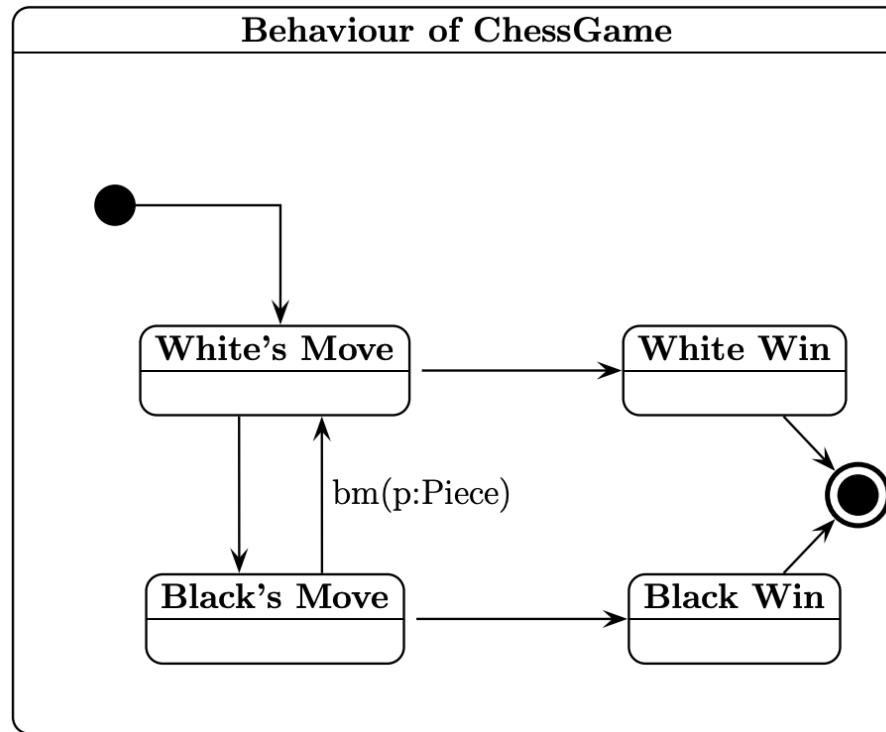 Behaviour of ChessGame
White's Move
White Win
bm(p:Piece)
Black's Move
Black Win